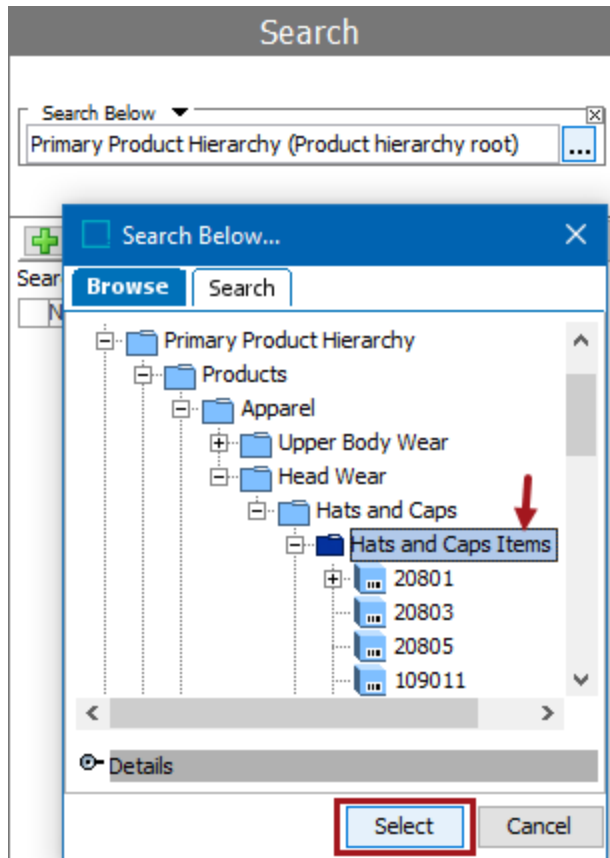 Search
Search Below
Primary Product Hierarchy (Product hierarchy root)
...
Search Below...
Sear
Browse
Search
N
Primary Product Hierarchy
Products
Apparel
Upper Body Wear
Head Wear
Hats and Caps
Hats and Caps Items
20801
20803
20805
109011
Details
Select
Cancel